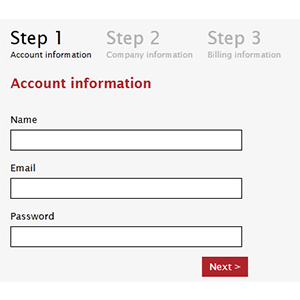 Step 1 Step 2 Step 3
Account information Company information Billing information
Account information
Name
Email
Password
Next >